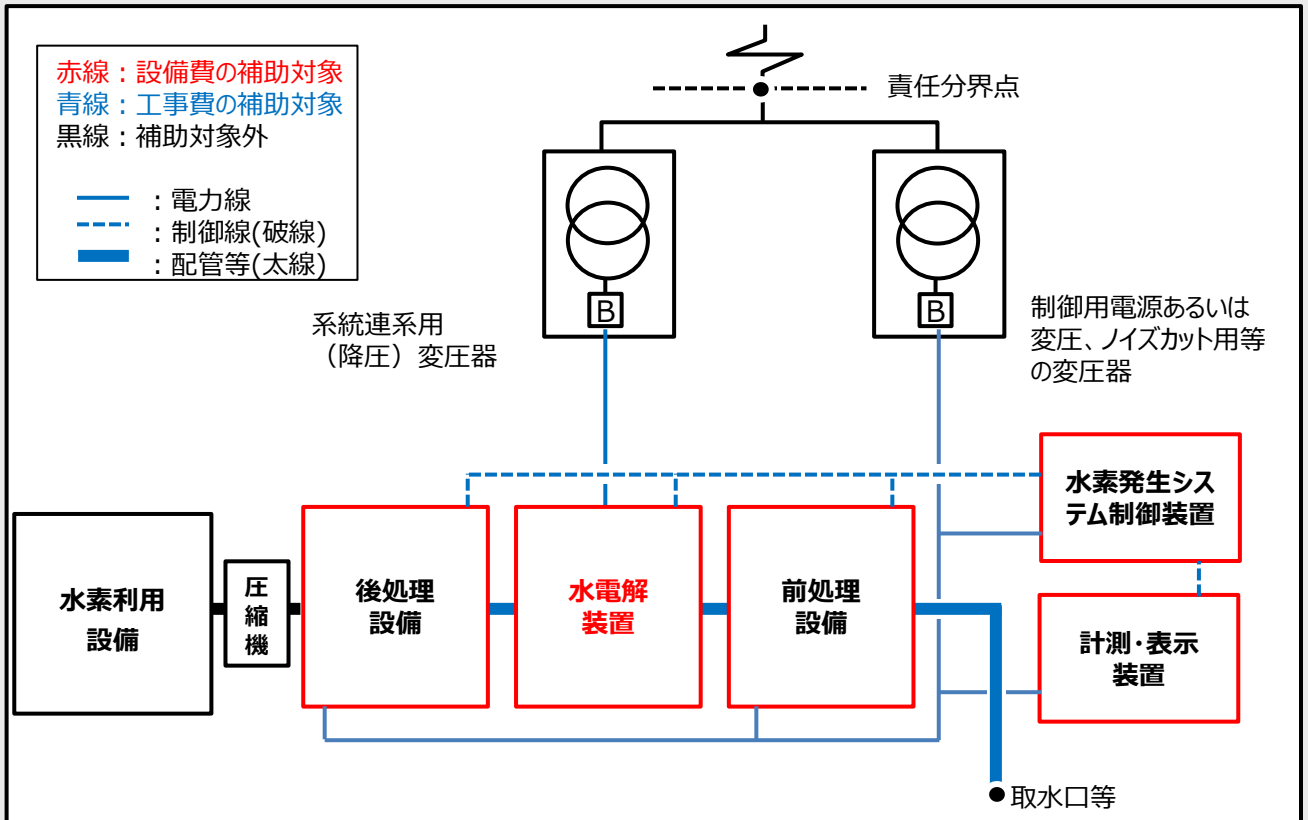 赤線：設備費の補助対象
青線：工事費の補助対象
黒線：補助対象外
：電力線
：制御線(破線)
：配管等(太線)
責任分界点
B
B
系統連系用
（降圧）変圧器
制御用電源あるいは
変圧、ノイズカット用等
の変圧器
水素発生シス
テム制御装置
水素利用
設備
圧
縮
機
後処理
設備
水電解
装置
前処理
設備
計測・表示
装置
取水口等